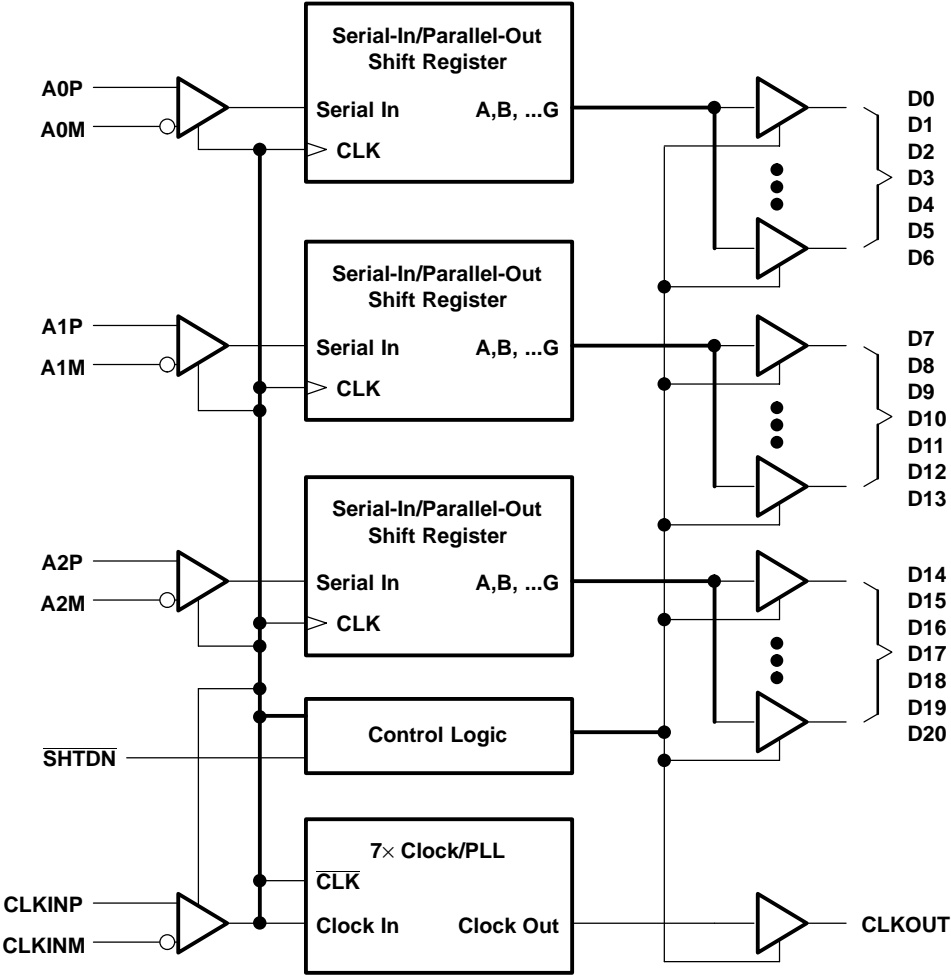 Serial-In/Parallel-Out
Shift Register
A0P
A0M
Serial In
A,B, ...G
CLK
D0
D1
D2
D3
D4
D5
D6
Serial-In/Parallel-Out
Shift Register
A1P
A1M
Serial In
A,B, ...G
CLK
D7
D8
D9
D10
D11
D12
D13
Serial-In/Parallel-Out
Shift Register
A2P
A2M
Serial In
A,B, ...G
CLK
D14
D15
D16
D17
D18
D19
D20
Control Logic
SHTDN
7× Clock/PLL
CLK
CLKINP
CLKINM
Clock In
Clock Out
CLKOUT